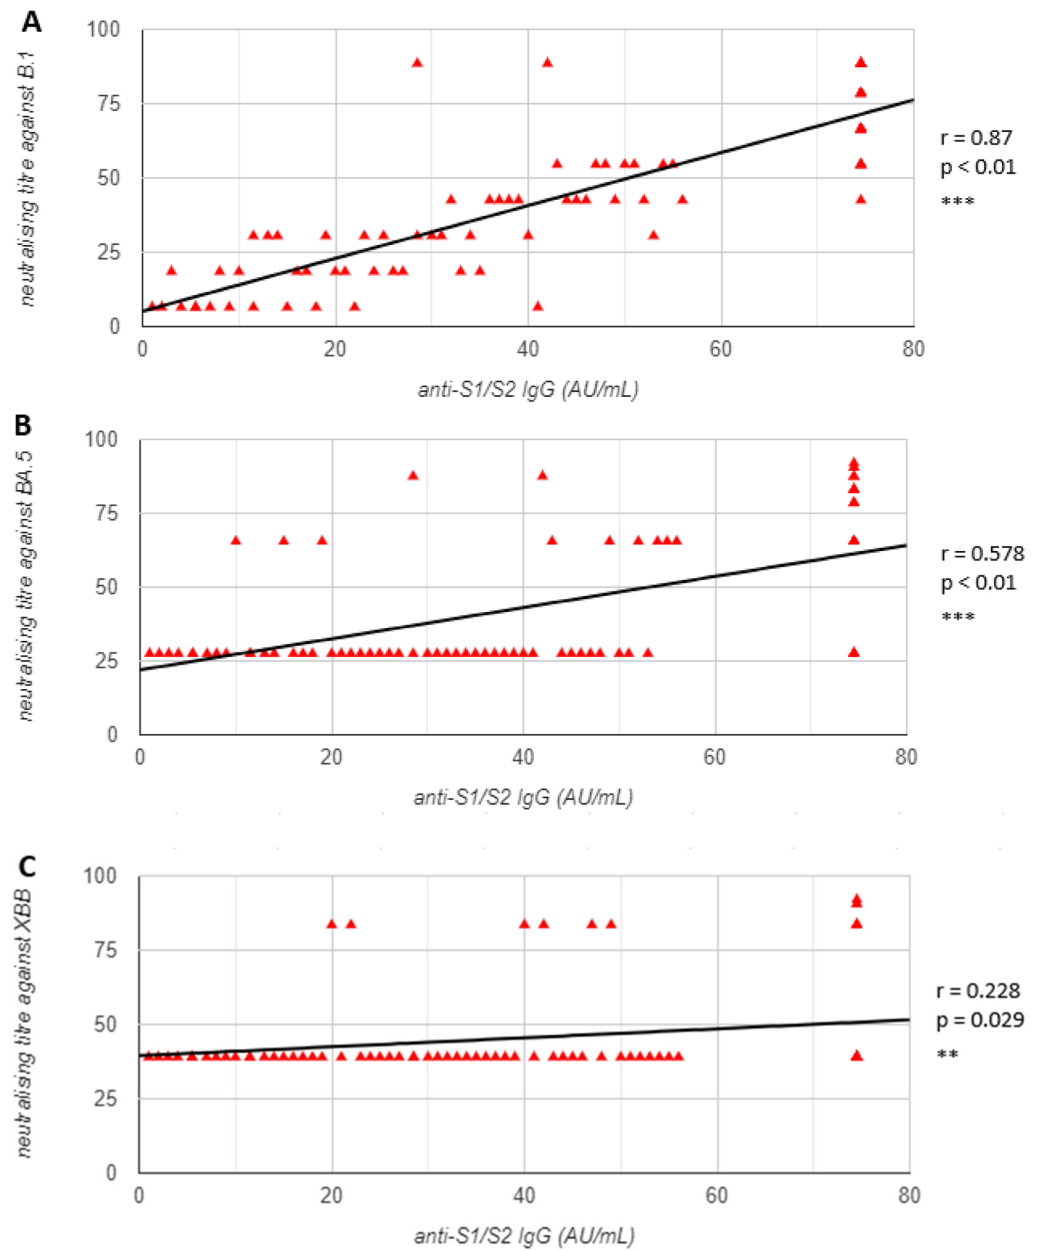 A
neutralising titre against B.1
100
75
50
25
0
0 20 40 60 80
anti-S1/S2 IgG (AU/mL)
r = 0.87
p < 0.01
***
B
neutralising titre against BA.5
100
75
50
25
0
0 20 40 60 80
anti-S1/S2 IgG (AU/mL)
r = 0.578
p < 0.01
***
C
neutralising titre against XBB
100
75
50
25
0
0 20 40 60 80
anti-S1/S2 IgG (AU/mL)
r = 0.228
p = 0.029
**